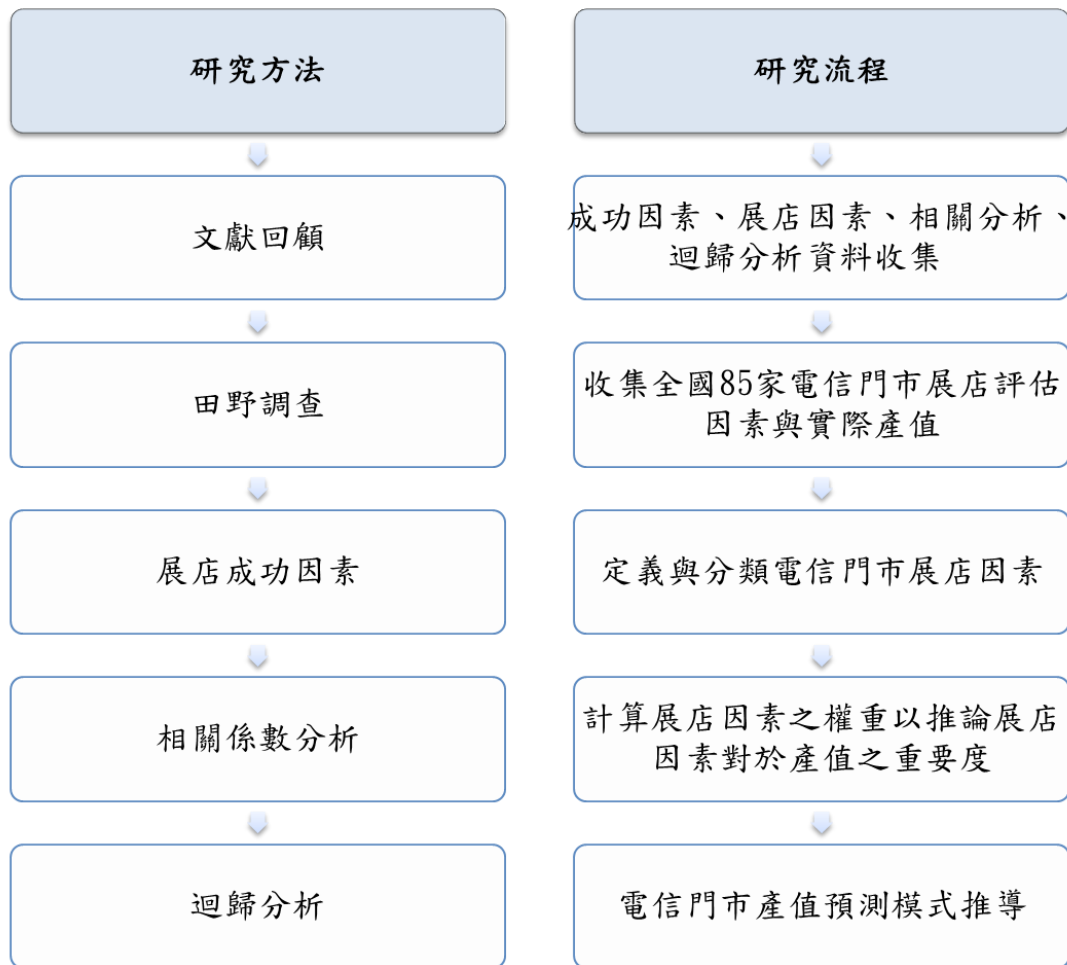 研究方法
文獻回顧
田野調查
展店成功因素
相關係數分析
迴歸分析
研究流程
成功因素、展店因素、相關分析、
迴歸分析資料收集
收集全國85家電信門市展店評估
因素與實際產值
定義與分類電信門市展店因素
計算展店因素之權重以推論展店
因素對於產值之重要度
電信門市產值預測模式推導